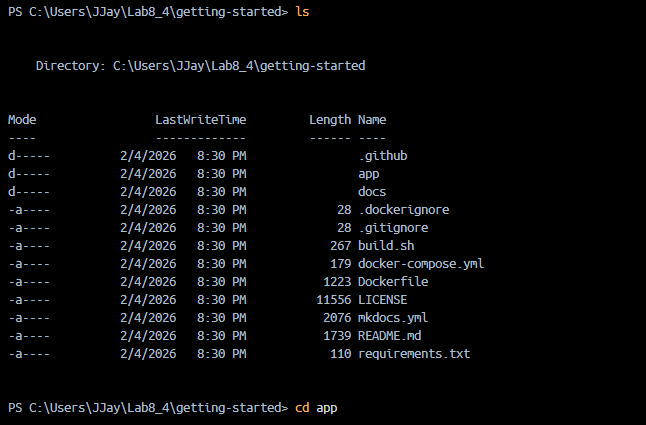 PS C:\Users\JJay\Lab8_4\getting-started> ls
Directory: C:\Users\JJay\Lab8_4\getting-started
Mode LastWriteTime Length Name
---- ------------- ------ ----
d----- 2/4/2026 8:30 PM .github
d----- 2/4/2026 8:30 PM app
d----- 2/4/2026 8:30 PM docs
-a---- 2/4/2026 8:30 PM 28 .dockerignore
-a---- 2/4/2026 8:30 PM 28 .gitignore
-a---- 2/4/2026 8:30 PM 267 build.sh
-a---- 2/4/2026 8:30 PM 179 docker-compose.yml
-a---- 2/4/2026 8:30 PM 1223 Dockerfile
-a---- 2/4/2026 8:30 PM 11556 LICENSE
-a---- 2/4/2026 8:30 PM 2076 mkdocs.yml
-a---- 2/4/2026 8:30 PM 1739 README.md
-a---- 2/4/2026 8:30 PM 110 requirements.txt
PS C:\Users\JJay\Lab8_4\getting-started> cd app